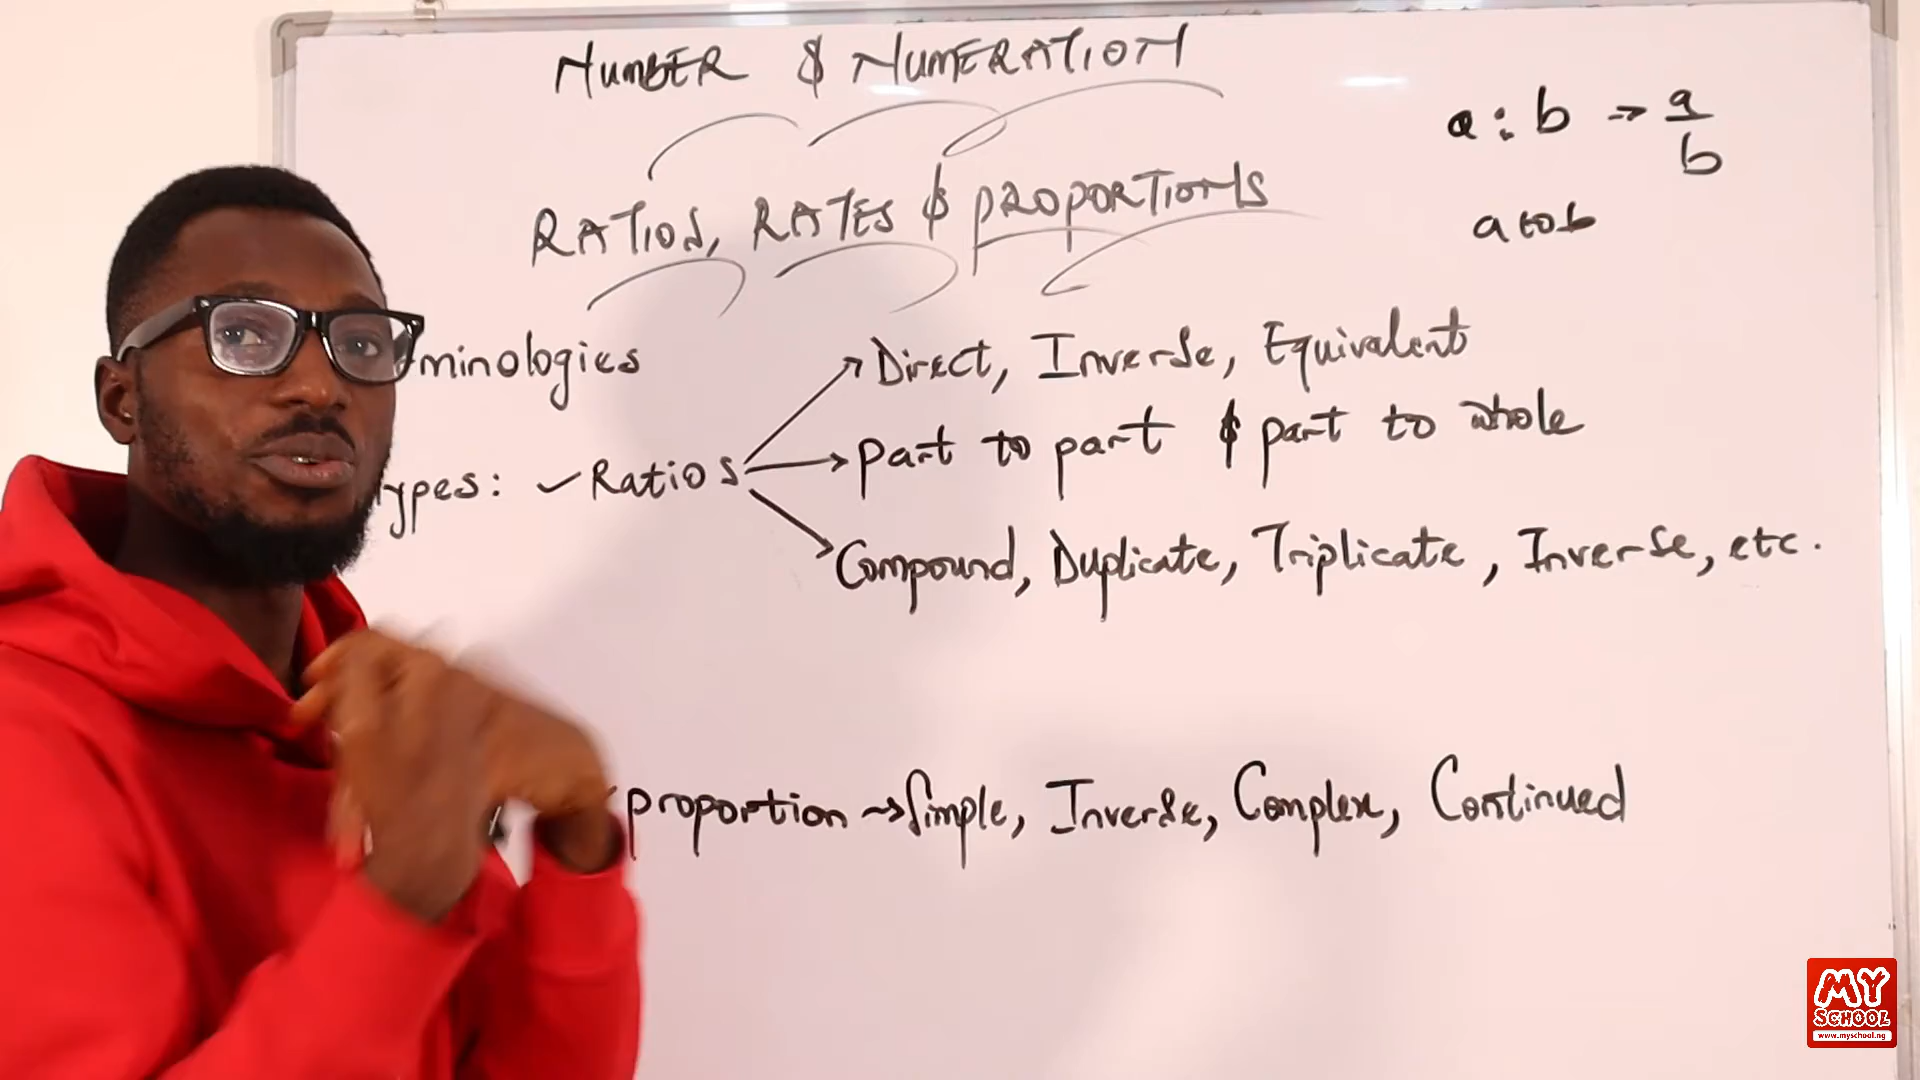 NUMBER & NUMERATION
RATIOS, RATES & PROPORTIONS
a : b → a/b
a to b
minologies
ypes: ✓Ratios
→ Direct, Inverse, Equivalent
→ part to part & part to whole
→ Compound, Duplicate, Triplicate, Inverse, etc.
proportion → Simple, Inverse, Complex, Continued
MY
SCHOOL
www.myschool.ng